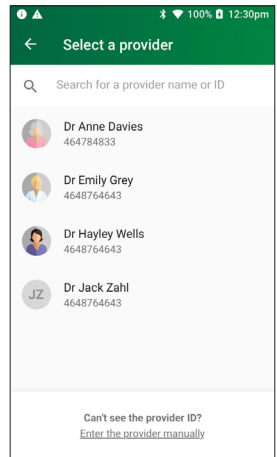 100% 12:30pm
Select a provider
Search for a provider name or ID
Dr Anne Davies
464784833
Dr Emily Grey
4648764643
Dr Hayley Wells
4648764643
JZ
Dr Jack Zahl
4648764643
Can't see the provider ID?
Enter the provider manually